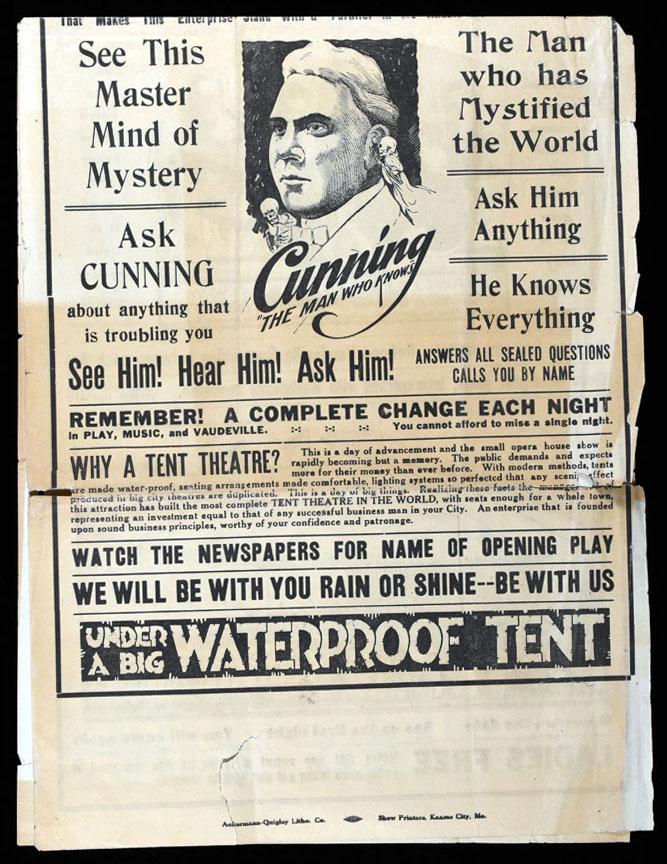 That Makes This Enterprise Stand With a Parallel in the
See This
Master
Mind of
Mystery
Ask
CUNNING
about anything that
is troubling you
Cunning
"THE MAN WHO KNOWS"
The Man
who has
Mystified
the World
Ask Him
Anything
He Knows
Everything
See Him! Hear Him! Ask Him!
ANSWERS ALL SEALED QUESTIONS
CALLS YOU BY NAME
REMEMBER! A COMPLETE CHANGE EACH NIGHT
In PLAY, MUSIC, and VAUDEVILLE. :-: :-: :-: You cannot afford to miss a single night.
WHY A TENT THEATRE?
This is a day of advancement and the small opera house show is
rapidly becoming but a memory. The public demands and expects
more for their money than ever before. With modern methods, tents
are made water-proof, seating arrangements made comfortable, lighting systems so perfected that any scenic effect
produced in big city theatres are duplicated. This is a day of big things. Realizing these facts the of
this attraction has built the most complete TENT THEATRE IN THE WORLD, with seats enough for a whole town,
representing an investment equal to that of any successful business man in your City. An enterprise that is founded
upon sound business principles, worthy of your confidence and patronage.
WATCH THE NEWSPAPERS FOR NAME OF OPENING PLAY
WE WILL BE WITH YOU RAIN OR SHINE--BE WITH US
UNDER
A BIG
WATERPROOF TENT
LADIES FREE
Ackermann-Quigley Litho. Co. Show Printers, Kansas City, Mo.